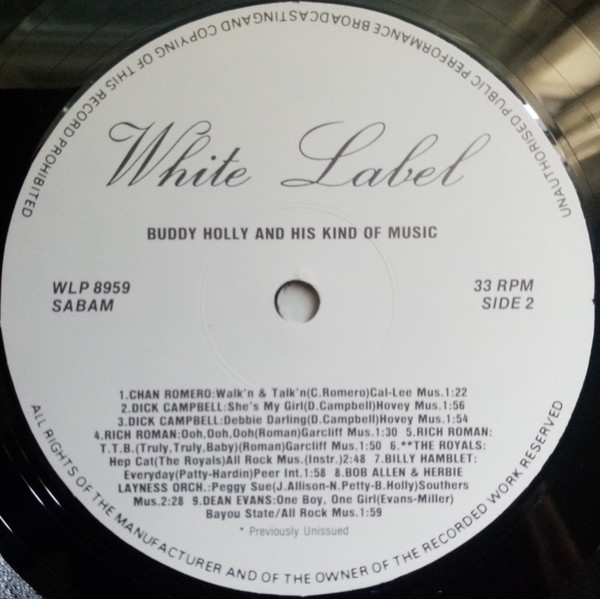 UNAUTHORISED PUBLIC PERFORMANCE BROADCASTING AND COPYING OF THIS RECORD PROHIBITED
White Label
BUDDY HOLLY AND HIS KIND OF MUSIC
WLP 8959
SABAM
33 RPM
SIDE 2
1.CHAN ROMERO:Walk'n & Talk'n(C.Romero)Cal-Lee Mus.1:22
2.DICK CAMPBELL:She's My Girl(D.Campbell)Hovey Mus.1:56
3.DICK CAMPBELL:Debbie Darling(D.Campbell)Hovey Mus.1:54
4.RICH ROMAN:Ooh,Ooh,Ooh(Roman)Garcliff Mus.1:30 5.RICH ROMAN:
T.T.B.(Truly,Truly,Baby)(Roman)Garcliff Mus.1:50 6.**THE ROYALS:
Hep Cat(The Royals)All Rock Mus.(Instr.)2:48 7.BILLY HAMBLET:
Everyday(Patty-Hardin)Peer Int.1:58 8.BOB ALLEN & HERBIE
LAYNESS ORCH.:Peggy Sue(J.Allison-N.Petty-B.Holly)Southers
Mus.2:28 9.DEAN EVANS:One Boy, One Girl(Evans-Miller)
Bayou State/All Rock Mus.1:59
* Previously Unissued
ALL RIGHTS OF THE MANUFACTURER AND OF THE OWNER OF THE RECORDED WORK RESERVED